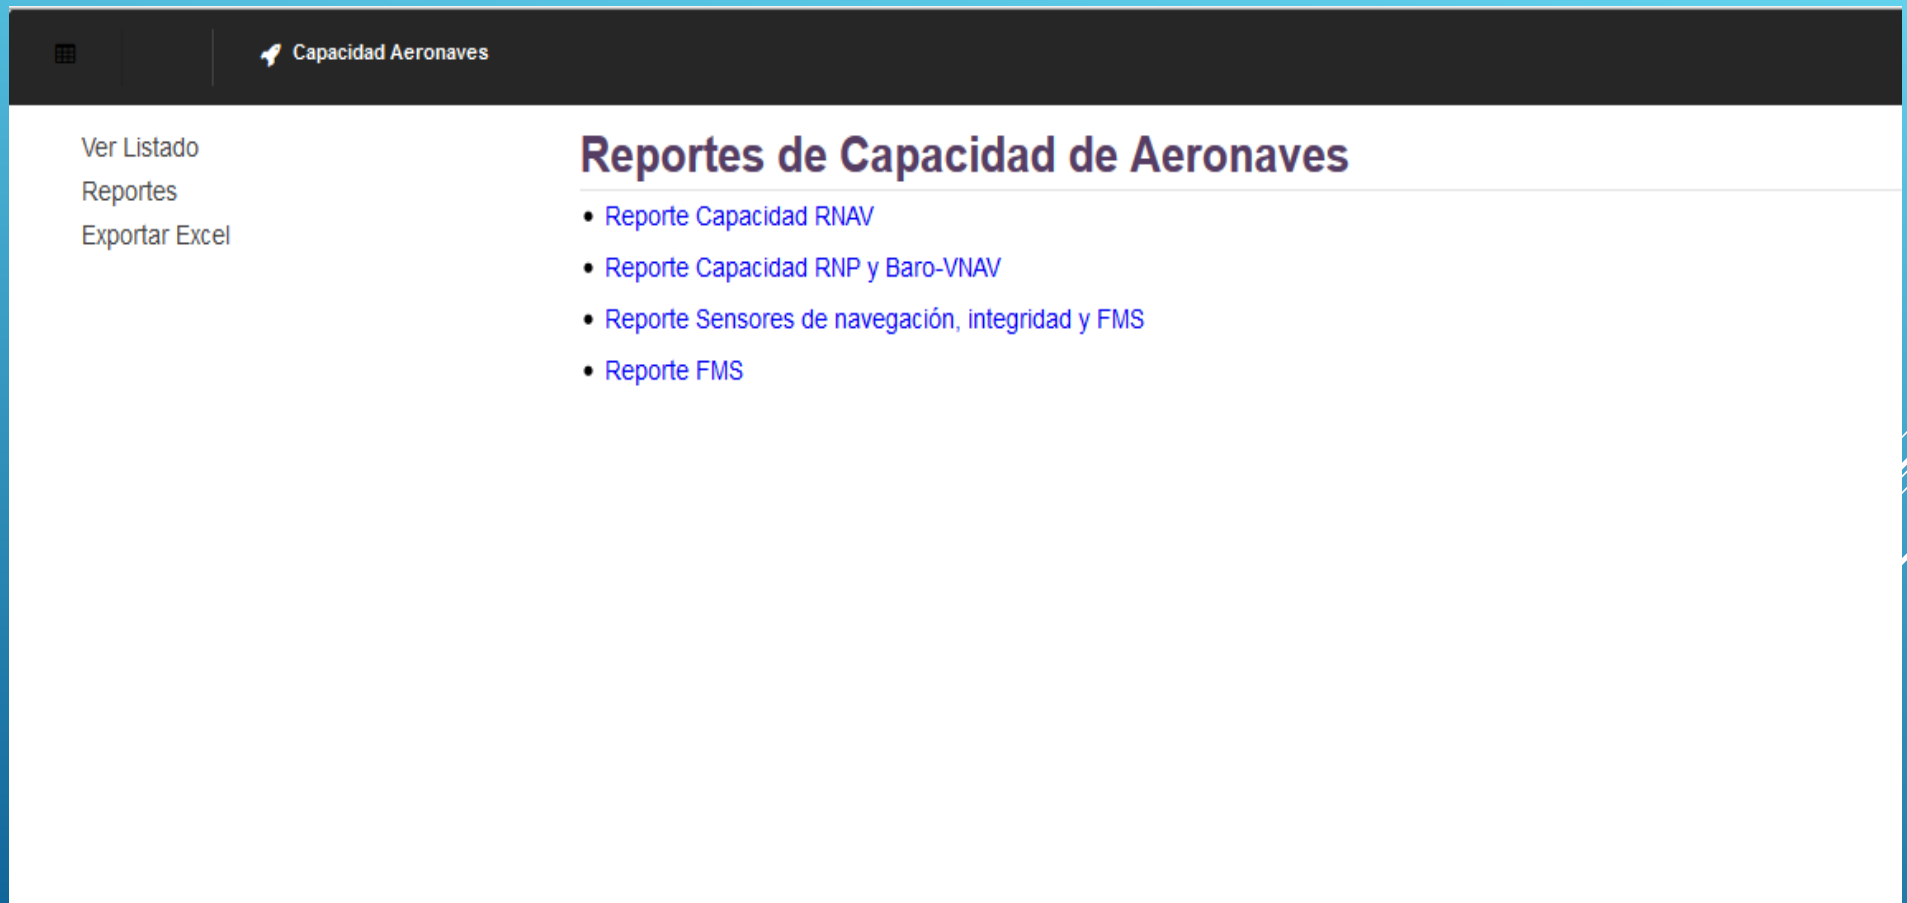 Capacidad Aeronaves
Ver Listado
Reportes
Exportar Excel
Reportes de Capacidad de Aeronaves
Reporte Capacidad RNAV
Reporte Capacidad RNP y Baro-VNAV
Reporte Sensores de navegación, integridad y FMS
Reporte FMS